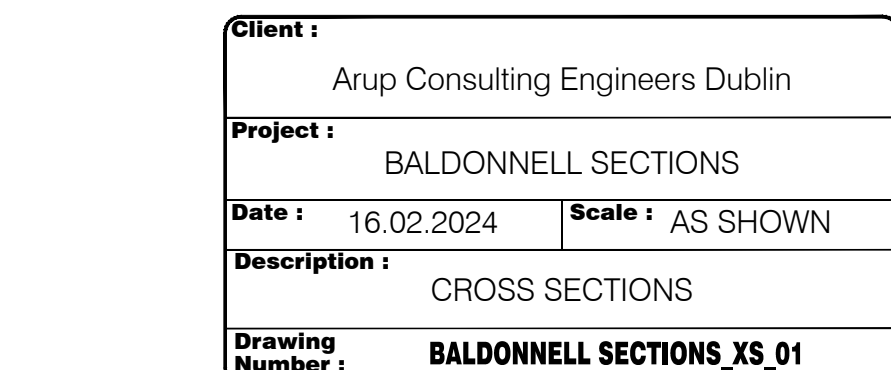 Client :
Arup Consulting Engineers Dublin
Project :
BALDONNELL SECTIONS
Date : 16.02.2024 Scale : AS SHOWN
Description :
CROSS SECTIONS
Drawing
Number : BALDONNELL SECTIONS_XS_01